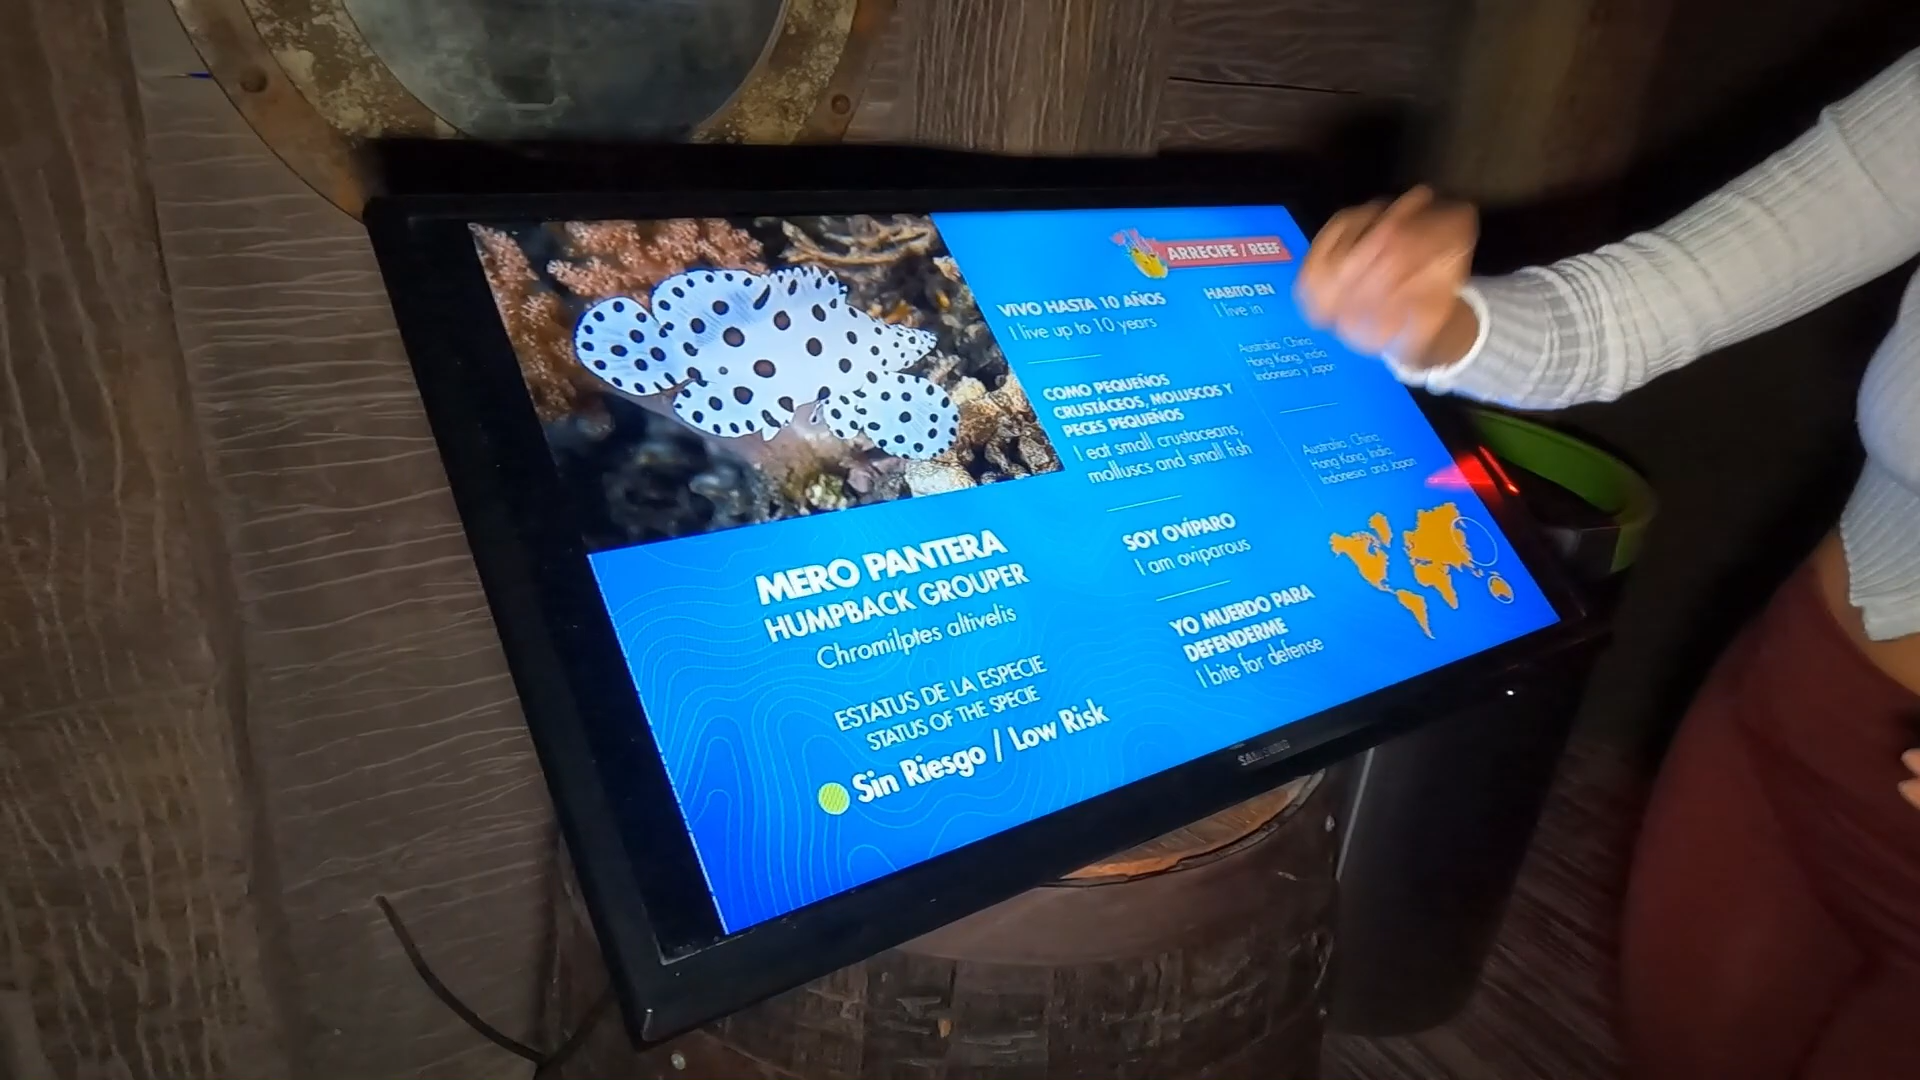 ARRECIFE / REEF
VIVO HASTA 10 AÑOS
I live up to 10 years
COMO PEQUEÑOS
CRUSTÁCEOS, MOLUSCOS Y
PECES PEQUEÑOS
I eat small crustaceans,
molluscs and small fish
SOY OVÍPARO
I am oviparous
YO MUERDO PARA
DEFENDERME
I bite for defense
HABITO EN
I live in
Australia, China,
Hong Kong, India,
Indonesia y Japon
Australia, China,
Hong Kong, India,
Indonesia and Japan
MERO PANTERA
HUMPBACK GROUPER
Chromilptes altivelis
ESTATUS DE LA ESPECIE
STATUS OF THE SPECIE
Sin Riesgo / Low Risk
SAMSUNG